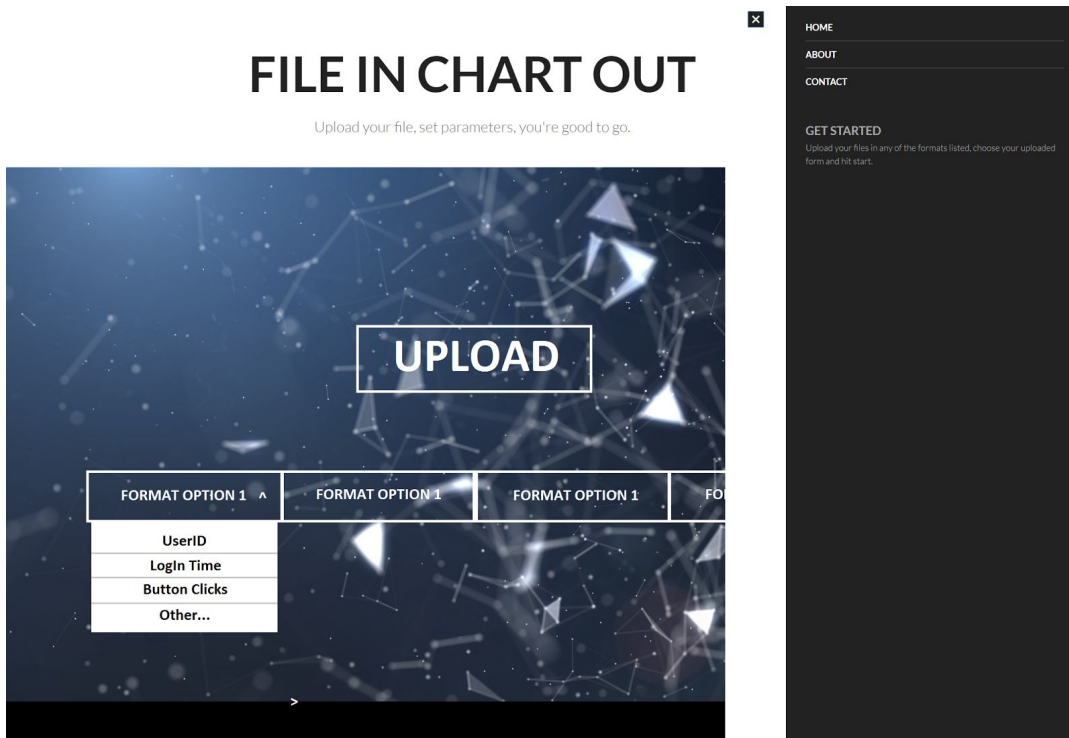 FILE IN CHART OUT
Upload your file, set parameters, you're good to go.
UPLOAD
FORMAT OPTION 1 ^ FORMAT OPTION 1 FORMAT OPTION 1 FO
UserID
LogIn Time
Button Clicks
Other...
>
HOME
ABOUT
CONTACT
GET STARTED
Upload your files in any of the formats listed, choose your uploaded
form and hit start.